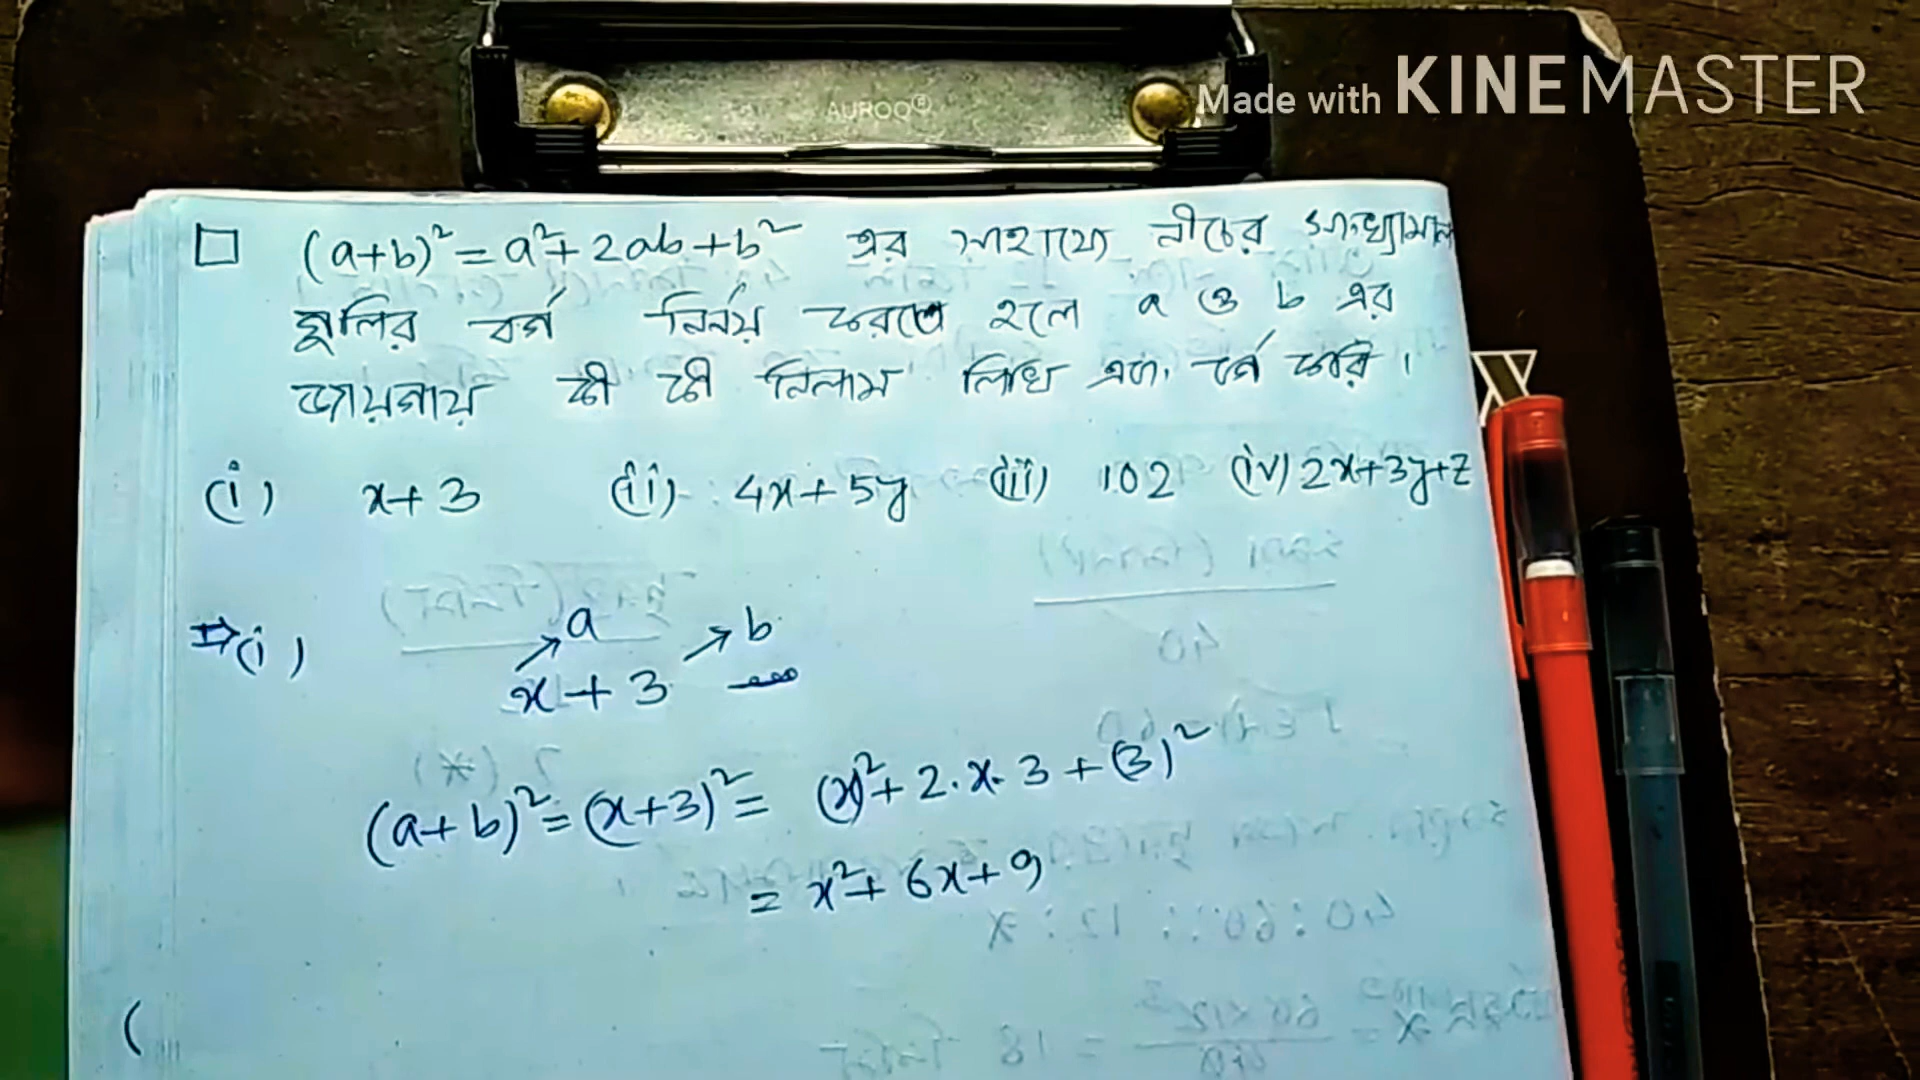 AUROQ®
Made with KINEMASTER
(a+b)² = a² + 2ab + b² এর সাহায্যে নীচের সংখ্যামালা
গুলির বর্গ নির্নয় করতে হলে a ও b এর
জায়গায় কী কী নিলাম লিখি এবং বর্গ করি।
(i) x+3 (ii) 4x+5y (iii) 102 (iv) 2x+3y+z
⇒(i) a b
x+3
(a+b)² = (x+3)² = (x)² + 2·x·3 + (3)²
= x² + 6x + 9
(